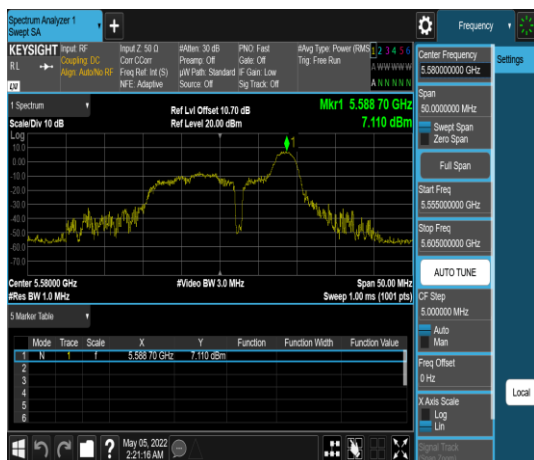 Spectrum Analyzer 1
Swept SA
Frequency
KEYSIGHT
RL
Input: RF
Coupling: DC
Align: Auto/No RF
Input Z: 50 Ω
Corr CCorr
Freq Ref: Int (S)
NFE: Adaptive
#Atten: 30 dB
Preamp: Off
µW Path: Standard
Source: Off
PNO: Fast
Gate: Off
IF Gain: Low
Sig Track: Off
#Avg Type: Power (RMS)
Trig: Free Run
1 2 3 4 5 6
A W W W W W
A N N N N N
LXI
1 Spectrum
Scale/Div 10 dB
Ref Lvl Offset 10.70 dB
Ref Level 20.00 dBm
Mkr1 5.588 70 GHz
7.110 dBm
Log
10.0
0.00
-10.0
-20.0
-30.0
-40.0
-50.0
-60.0
-70.0
1
Center 5.58000 GHz
#Res BW 1.0 MHz
#Video BW 3.0 MHz
Span 50.00 MHz
Sweep 1.00 ms (1001 pts)
5 Marker Table
Mode Trace Scale X Y Function Function Width Function Value
1 N 1 f 5.588 70 GHz 7.110 dBm
2
3
4
5
6
May 05, 2022
2:21:16 AM
Center Frequency
5.580000000 GHz
Span
50.0000000 MHz
Swept Span
Zero Span
Full Span
Start Freq
5.555000000 GHz
Stop Freq
5.605000000 GHz
AUTO TUNE
CF Step
5.000000 MHz
Auto
Man
Freq Offset
0 Hz
X Axis Scale
Log
Lin
Signal Track
(Span Zoom)
Settings
Local